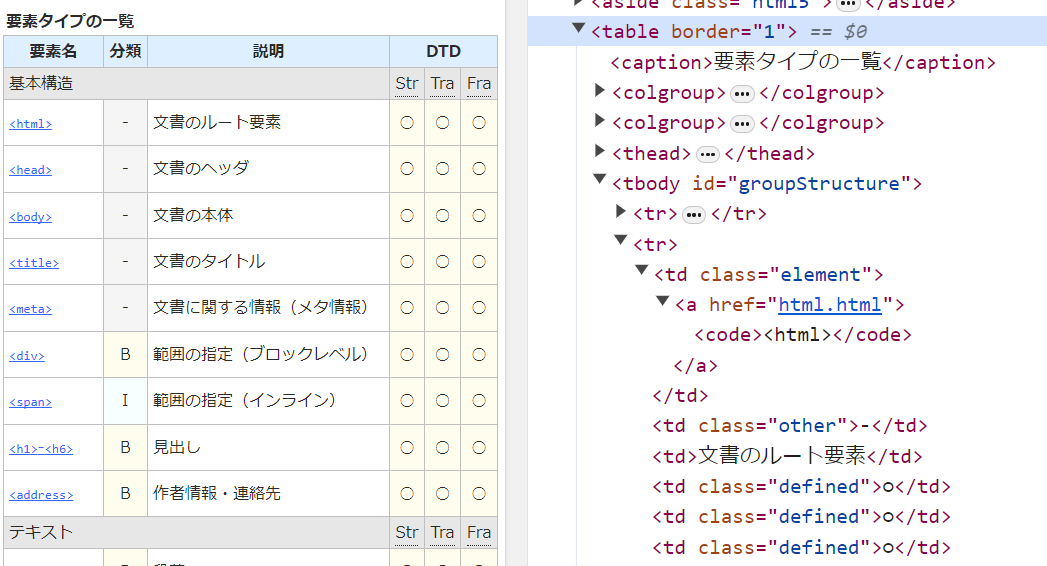 要素タイプの一覧
要素名 分類 説明 DTD
基本構造 Str Tra Fra
<html> - 文書のルート要素 ○ ○ ○
<head> - 文書のヘッダ ○ ○ ○
<body> - 文書の本体 ○ ○ ○
<title> - 文書のタイトル ○ ○ ○
<meta> - 文書に関する情報（メタ情報） ○ ○ ○
<div> B 範囲の指定（ブロックレベル） ○ ○ ○
<span> I 範囲の指定（インライン） ○ ○ ○
<h1>-<h6> B 見出し ○ ○ ○
<address> B 作者情報・連絡先 ○ ○ ○
テキスト Str Tra Fra
<aside class="html5">…</aside>
<table border="1"> == $0
<caption>要素タイプの一覧</caption>
<colgroup>…</colgroup>
<colgroup>…</colgroup>
<thead>…</thead>
<tbody id="groupStructure">
<tr>…</tr>
<tr>
<td class="element">
<a href="html.html">
<code><html></code>
</a>
</td>
<td class="other">-</td>
<td>文書のルート要素</td>
<td class="defined">○</td>
<td class="defined">○</td>
<td class="defined">○</td>